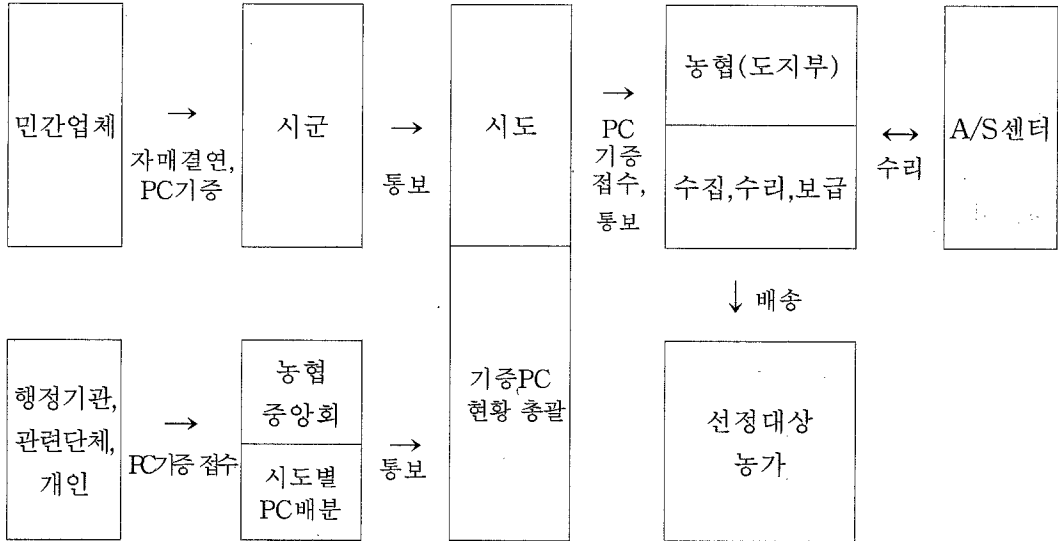 민간업체
→
자매결연,
PC기증
시군
→
통보
시도
→
PC
기증
접수,
통보
농협(도지부)
수집,수리,보급
↔
수리
A/S센터
↓ 배송
행정기관,
관련단체,
개인
→
PC기증 접수
농협
중앙회
시도별
PC배분
→
통보
기증PC
현황 총괄
선정대상
농가